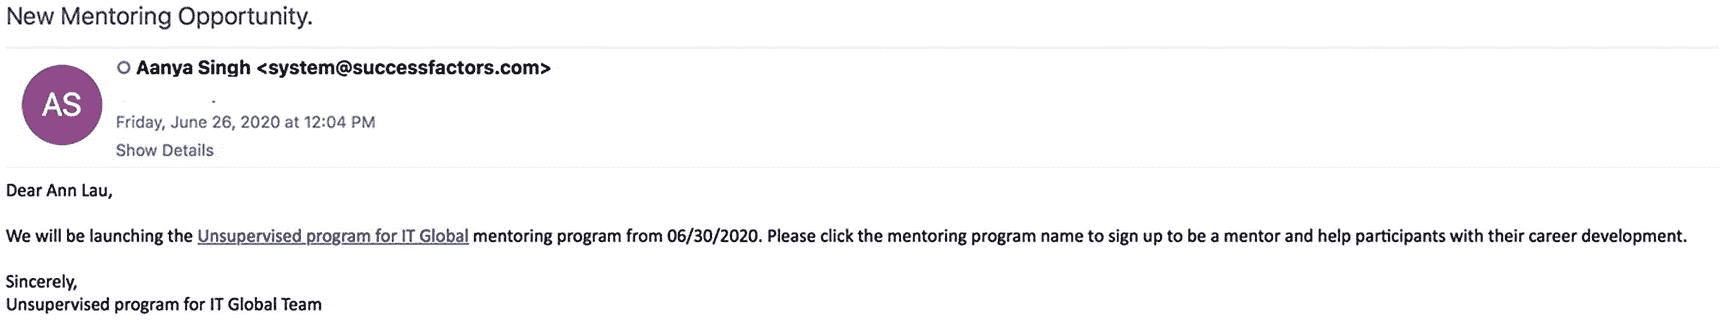 New Mentoring Opportunity.
Aanya Singh <system@successfactors.com>
AS
Friday, June 26, 2020 at 12:04 PM
Show Details
Dear Ann Lau,
We will be launching the Unsupervised program for IT Global mentoring program from 06/30/2020. Please click the mentoring program name to sign up to be a mentor and help participants with their career development.
Sincerely,
Unsupervised program for IT Global Team